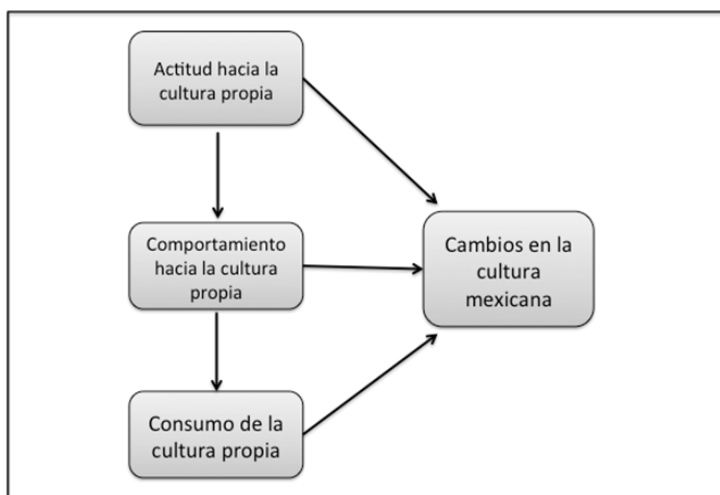 Actitud hacia la
cultura propia
Comportamiento
hacia la cultura
propia
Cambios en la
cultura
mexicana
Consumo de la
cultura propia